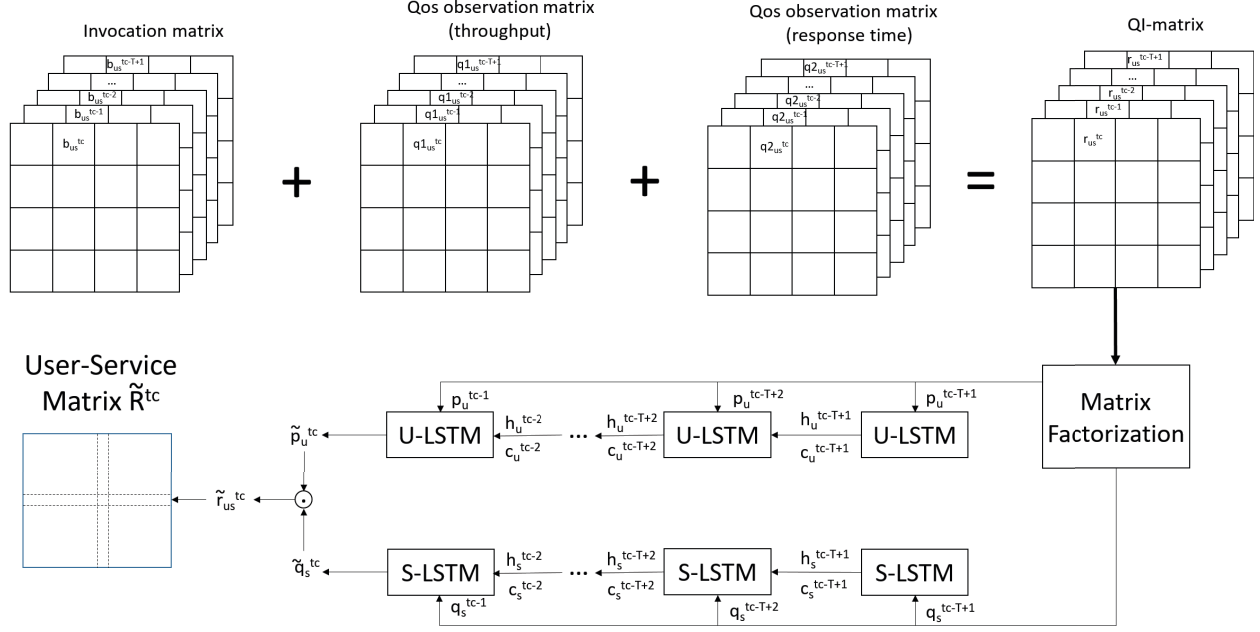 Invocation matrix
Qos observation matrix
(throughput)
Qos observation matrix
(response time)
QI-matrix
b_us^tc-T+1
...
b_us^tc-2
b_us^tc-1
b_us^tc
+
q1_us^tc-T+1
...
q1_us^tc-2
q1_us^tc-1
q1_us^tc
+
q2_us^tc-T+1
...
q2_us^tc-2
q2_us^tc-1
q2_us^tc
=
r_us^tc-T+1
...
r_us^tc-2
r_us^tc-1
r_us^tc
User-Service
Matrix R̃^tc
Matrix
Factorization
p_u^tc-1
p_u^tc-T+2
p_u^tc-T+1
p̃_u^tc
U-LSTM
h_u^tc-2
c_u^tc-2
...
h_u^tc-T+2
c_u^tc-T+2
U-LSTM
h_u^tc-T+1
c_u^tc-T+1
U-LSTM
r̃_us^tc
q̃_s^tc
S-LSTM
h_s^tc-2
c_s^tc-2
...
h_s^tc-T+2
c_s^tc-T+2
S-LSTM
h_s^tc-T+1
c_s^tc-T+1
S-LSTM
q_s^tc-1
q_s^tc-T+2
q_s^tc-T+1